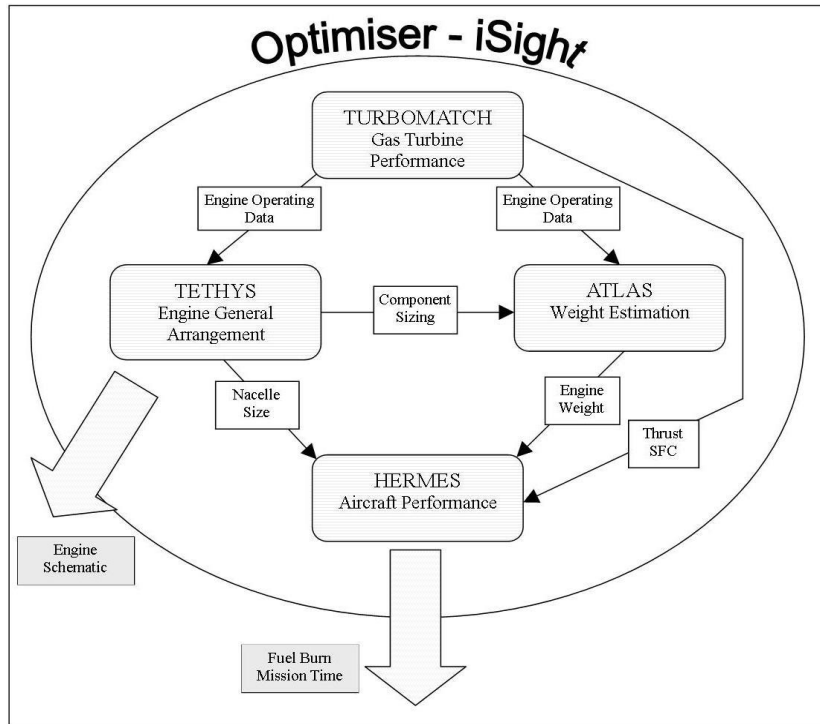 Optimiser - iSight
TURBOMATCH
Gas Turbine
Performance
Engine Operating
Data
Engine Operating
Data
TETHYS
Engine General
Arrangement
Component
Sizing
ATLAS
Weight Estimation
Nacelle
Size
Engine
Weight
Thrust
SFC
HERMES
Aircraft Performance
Engine
Schematic
Fuel Burn
Mission Time